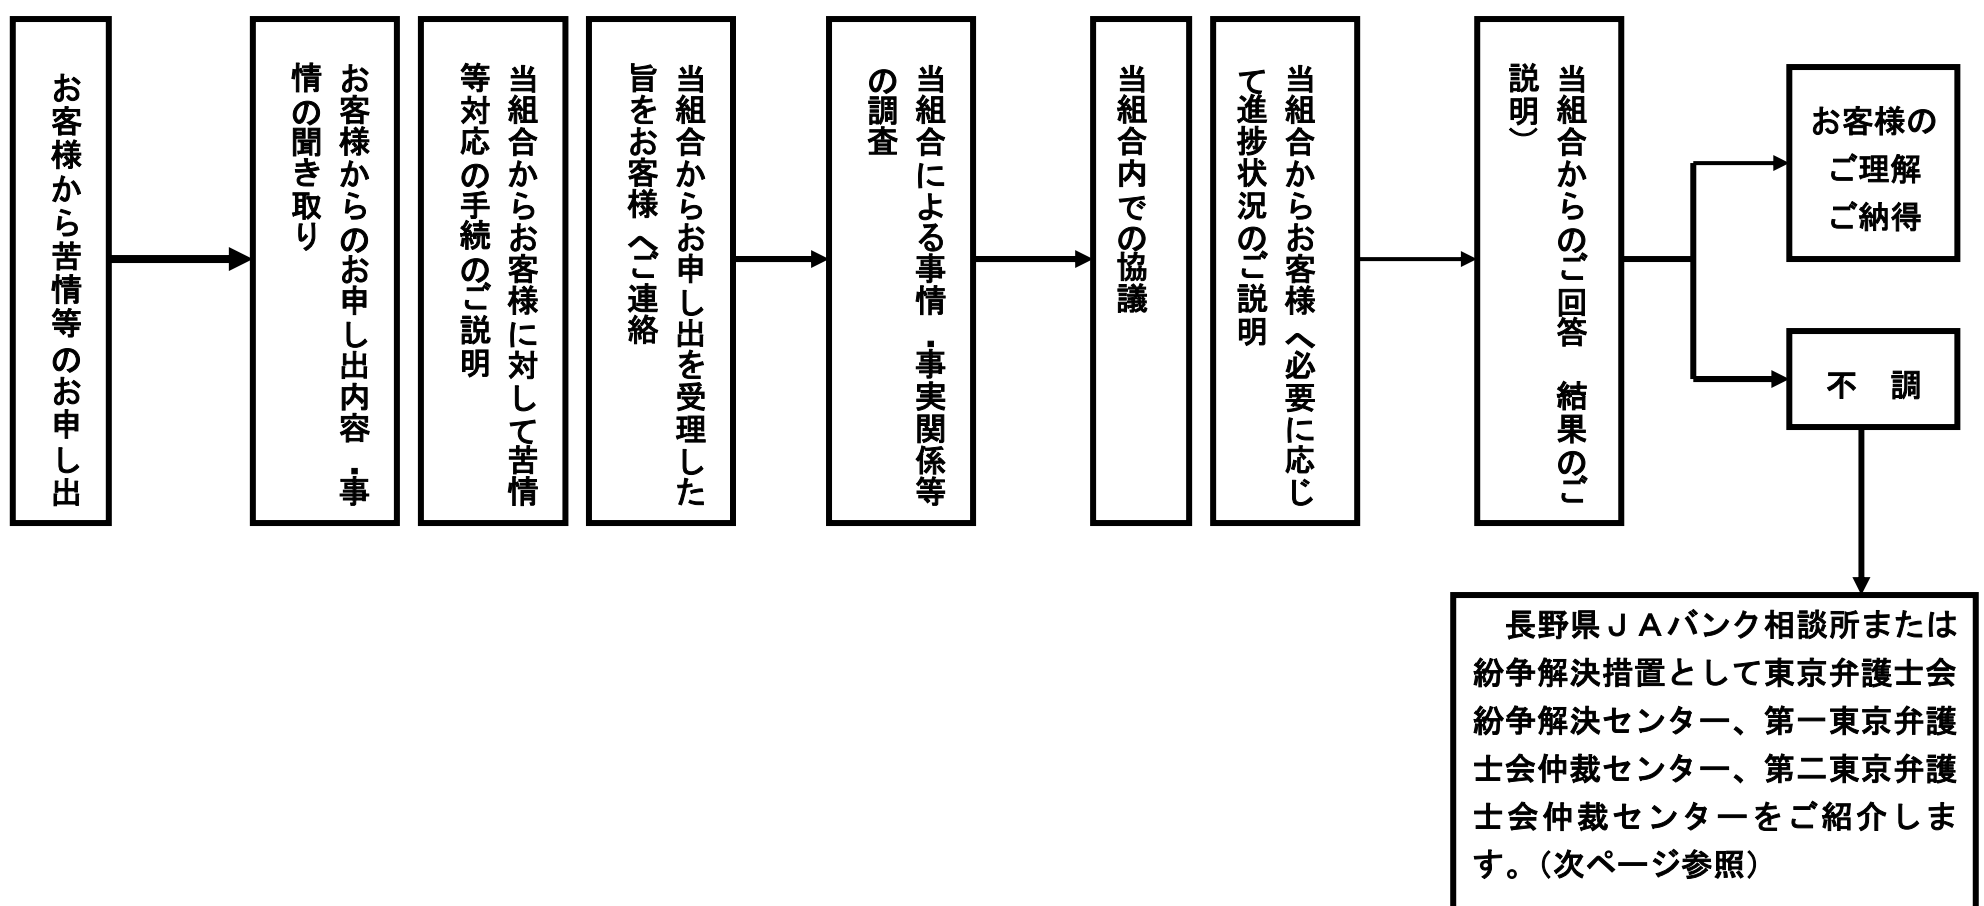 お客様から苦情等のお申し出
お客様からのお申し出内容・事
情の聞き取り
当組合からお客様に対して苦情
等対応の手続のご説明
当組合からお申し出を受理した
旨をお客様へご連絡
当組合による事情・事実関係等
の調査
当組合内での協議
当組合からお客様へ必要に応じ
て進捗状況のご説明
当組合からのご回答 結果のご
説明）
お客様の
ご理解
ご納得
不　調
長野県ＪＡバンク相談所または
紛争解決措置として東京弁護士会
紛争解決センター、第一東京弁護
士会仲裁センター、第二東京弁護
士会仲裁センターをご紹介しま
す。（次ページ参照）